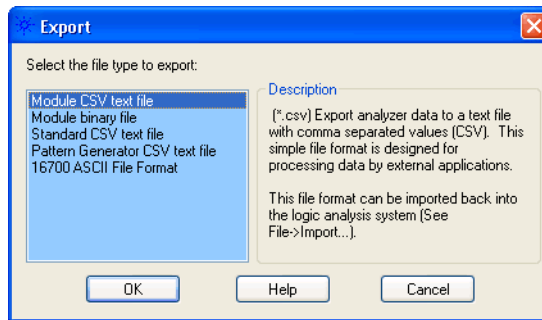 Export
Select the file type to export:
Module CSV text file
Module binary file
Standard CSV text file
Pattern Generator CSV text file
16700 ASCII File Format
Description
(*.csv) Export analyzer data to a text file
with comma separated values (CSV). This
simple file format is designed for
processing data by external applications.
This file format can be imported back into
the logic analysis system (See
File->Import...).
OK
Help
Cancel